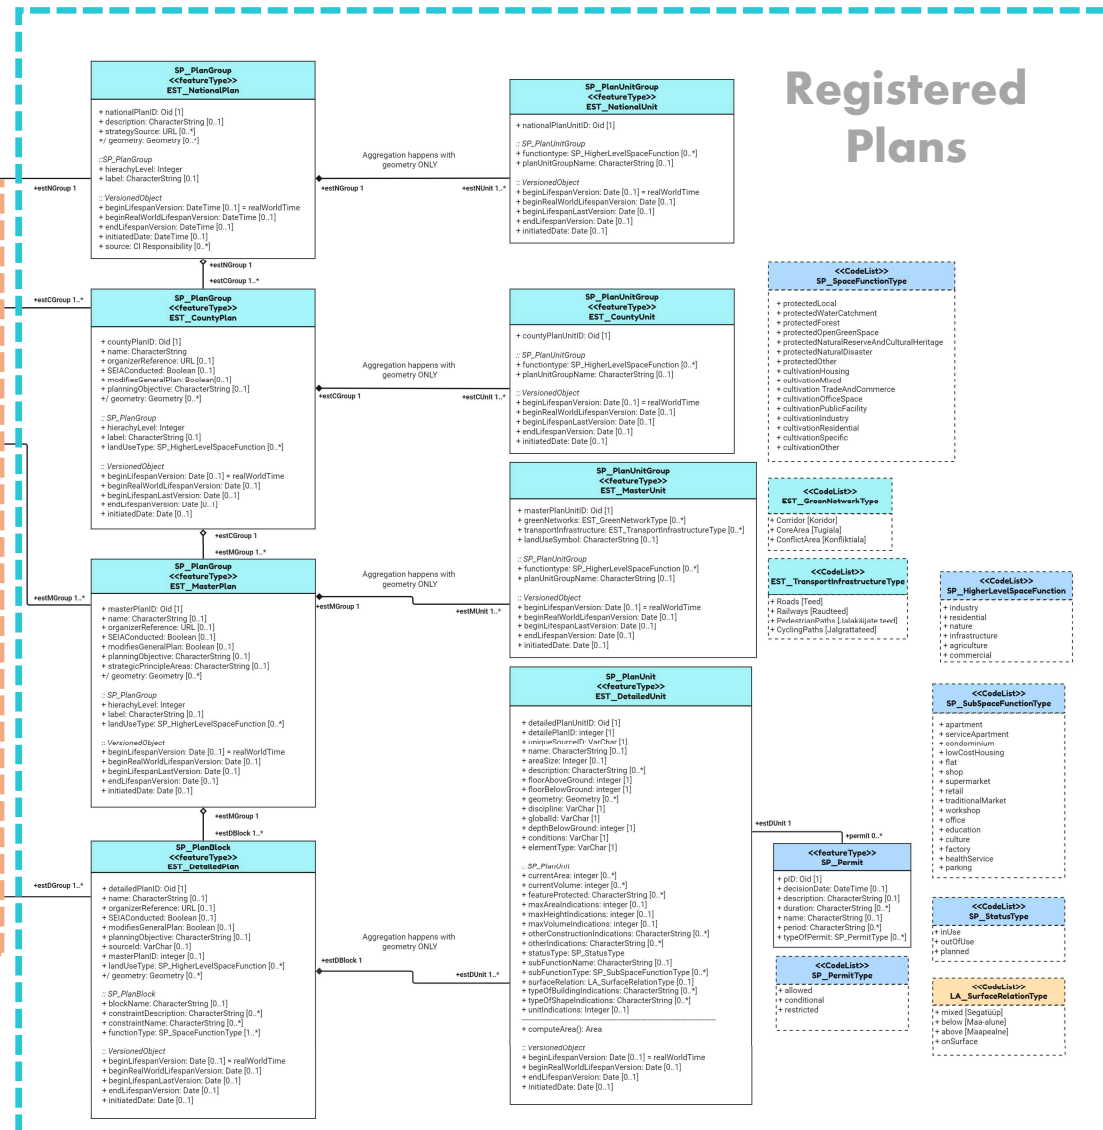 Registered
Plans
SP_PlanGroup
<<featureType>>
EST_NationalPlan
+ nationalPlanID: Oid [1]
+ description: CharacterString [0..1]
+ strategySource: URL [0..*]
+/ geometry: Geometry [0..*]
::SP_PlanGroup
+ hierachyLevel: Integer
+ label: CharacterString [0.1]
:: VersionedObject
+ beginLifespanVersion: DateTime [0..1] = realWorldTime
+ beginRealWorldLifespanVersion: DateTime [0..1]
+ endLifespanVersion: DateTime [0..1]
+ initiatedDate: DateTime [0..1]
+ source: CI Responsibility [0..*]
+estNGroup 1
Aggregation happens with
geometry ONLY
+estNGroup 1
+estNUnit 1..*
SP_PlanUnitGroup
<<featureType>>
EST_NationalUnit
+ nationalPlanUnitID: Oid [1]
:: SP_PlanUnitGroup
+ functiontype: SP_HigherLevelSpaceFunction [0..*]
+ planUnitGroupName: CharacterString [0..1]
:: VersionedObject
+ beginLifespanVersion: Date [0..1] = realWorldTime
+ beginRealWorldLifespanVersion: Date [0..1]
+ beginLifespanLastVersion: Date [0..1]
+ endLifespanVersion: Date [0..1]
+ initiatedDate: Date [0..1]
+estNGroup 1
+estCGroup 1..*
+estCGroup 1..*
SP_PlanGroup
<<featureType>>
EST_CountyPlan
+ countyPlanID: Oid [1]
+ name: CharacterString
+ organizerReference: URL [0..1]
+ SEIAConducted: Boolean [0..1]
+ modifiesGeneralPlan: Boolean[0..1]
+ planningObjective: CharacterString [0..1]
+/ geometry: Geometry [0..*]
:: SP_PlanGroup
+ hierachyLevel: Integer
+ label: CharacterString [0.1]
+ landUseType: SP_HigherLevelSpaceFunction [0..*]
:: VersionedObject
+ beginLifespanVersion: Date [0..1] = realWorldTime
+ beginRealWorldLifespanVersion: Date [0..1]
+ beginLifespanLastVersion: Date [0..1]
+ endLifespanVersion: Date [0..1]
+ initiatedDate: Date [0..1]
Aggregation happens with
geometry ONLY
+estCGroup 1
+estCUnit 1..*
SP_PlanUnitGroup
<<featureType>>
EST_CountyUnit
+ countyPlanUnitID: Oid [1]
:: SP_PlanUnitGroup
+ functiontype: SP_HigherLevelSpaceFunction [0..*]
+ planUnitGroupName: CharacterString [0..1]
:: VersionedObject
+ beginLifespanVersion: Date [0..1] = realWorldTime
+ beginRealWorldLifespanVersion: Date [0..1]
+ beginLifespanLastVersion: Date [0..1]
+ endLifespanVersion: Date [0..1]
+ initiatedDate: Date [0..1]
<<CodeList>>
SP_SpaceFunctionType
+ protectedLocal
+ protectedWaterCatchment
+ protectedForest
+ protectedOpenGreenSpace
+ protectedNaturalReserveAndCulturalHeritage
+ protectedNaturalDisaster
+ protectedOther
+ cultivationHousing
+ cultivationMixed
+ cultivation TradeAndCommerce
+ cultivationOfficeSpace
+ cultivationPublicFacility
+ cultivationIndustry
+ cultivationResidential
+ cultivationSpecific
+ cultivationOther
+estCGroup 1
+estMGroup 1..*
+estMGroup 1..*
SP_PlanGroup
<<featureType>>
EST_MasterPlan
+ masterPlanID: Oid [1]
+ name: CharacterString [0..1]
+ organizerReference: URL [0..1]
+ SEIAConducted: Boolean [0..1]
+ modifiesGeneralPlan: Boolean [0..1]
+ planningObjective: CharacterString [0..1]
+ strategicPrincipleAreas: CharacterString [0..1]
+/ geometry: Geometry [0..*]
:: SP_PlanGroup
+ hierachyLevel: Integer
+ label: CharacterString [0..1]
+ landUseType: SP_HigherLevelSpaceFunction [0..*]
:: VersionedObject
+ beginLifespanVersion: Date [0..1] = realWorldTime
+ beginRealWorldLifespanVersion: Date [0..1]
+ beginLifespanLastVersion: Date [0..1]
+ endLifespanVersion: Date [0..1]
+ initiatedDate: Date [0..1]
Aggregation happens with
geometry ONLY
+estMGroup 1
+estMUnit 1..*
SP_PlanUnitGroup
<<featureType>>
EST_MasterUnit
+ masterPlanUnitID: Oid [1]
+ greenNetworks: EST_GreenNetworkType [0..*]
+ transportInfrastructure: EST_TransportInfrastructureType [0..*]
+ landUseSymbol: CharacterString [0..1]
:: SP_PlanUnitGroup
+ functiontype: SP_HigherLevelSpaceFunction [0..*]
+ planUnitGroupName: CharacterString [0..1]
:: VersionedObject
+ beginLifespanVersion: Date [0..1] = realWorldTime
+ beginRealWorldLifespanVersion: Date [0..1]
+ beginLifespanLastVersion: Date [0..1]
+ endLifespanVersion: Date [0..1]
+ initiatedDate: Date [0..1]
<<CodeList>>
EST_GreenNetworkType
+ Corridor [Koridor]
+ CoreArea [Tugiala]
+ ConflictArea [Konfliktiala]
<<CodeList>>
EST_TransportInfrastructureType
+ Roads [Teed]
+ Railways [Raudteed]
+ PedestrianPaths [Jalakäijate teed]
+ CyclingPaths [Jalgrattateed]
<<CodeList>>
SP_HigherLevelSpaceFunction
+ industry
+ residential
+ nature
+ infrastructure
+ agriculture
+ commercial
+estMGroup 1
+estDBlock 1..*
+estDGroup 1..*
SP_PlanBlock
<<featureType>>
EST_DetailedPlan
+ detailedPlanID: Oid [1]
+ name: CharacterString [0..1]
+ organizerReference: URL [0..1]
+ SEIAConducted: Boolean [0..1]
+ modifiesGeneralPlan: Boolean [0..1]
+ planningObjective: CharacterString [0..1]
+ sourceId: VarChar [0..1]
+ masterPlanID: integer [0..1]
+ landUseType: SP_HigherLevelSpaceFunction [0..*]
+/ geometry: Geometry [0..*]
:: SP_PlanBlock
+ blockName: CharacterString [0..1]
+ constraintDescription: CharacterString [0..*]
+ constraintName: CharacterString [0..*]
+ functionType: SP_SpaceFunctionType [1..*]
:: VersionedObject
+ beginLifespanVersion: Date [0..1] = realWorldTime
+ beginRealWorldLifespanVersion: Date [0..1]
+ beginLifespanLastVersion: Date [0..1]
+ endLifespanVersion: Date [0..1]
+ initiatedDate: Date [0..1]
Aggregation happens with
geometry ONLY
+estDBlock 1
+estDUnit 1..*
SP_PlanUnit
<<featureType>>
EST_DetailedUnit
+ detailedPlanUnitID: Oid [1]
+ detailePlanID: integer [1]
+ uniqueSourceID: VarChar [1]
+ name: CharacterString [0..1]
+ areaSize: Integer [0..1]
+ description: CharacterString [0..*]
+ floorAboveGround: integer [1]
+ floorBelowGround: integer [1]
+ geometry: Geometry [0..*]
+ discipline: VarChar [1]
+ globalId: VarChar [1]
+ depthBelowGround: integer [1]
+ conditions: VarChar [1]
+ elementType: VarChar [1]
:: SP_PlanUnit
+ currentArea: integer [0..*]
+ currentVolume: integer [0..*]
+ featureProtected: CharacterString [0..*]
+ maxAreaIndications: integer [0..1]
+ maxHeightIndications: integer [0..1]
+ maxVolumeIndications: integer [0..1]
+ otherConstructionIndications: CharacterString [0..*]
+ otherIndications: CharacterString [0..*]
+ statusType: SP_StatusType
+ subFunctionName: CharacterString [0..1]
+ subFunctionType: SP_SubSpaceFunctionType [0..*]
+ surfaceRelation: LA_SurfaceRelationType [0..1]
+ typeOfBuildingIndications: CharacterString [0..*]
+ typeOfShapeIndications: CharacterString [0..*]
+ unitIndications: Integer [0..1]
+ computeArea(): Area
:: VersionedObject
+ beginLifespanVersion: Date [0..1] = realWorldTime
+ beginRealWorldLifespanVersion: Date [0..1]
+ endLifespanVersion: Date [0..1]
+ initiatedDate: Date [0..1]
+estDUnit 1
+permit 0..*
<<featureType>>
SP_Permit
+ pID: Oid [1]
+ decisionDate: DateTime [0..1]
+ description: CharacterString [0.1]
+ duration: CharacterString [0..*]
+ name: CharacterString [0..1]
+ period: CharacterString [0.*]
+ typeOfPermit: SP_PermitType [0..*]
<<CodeList>>
SP_PermitType
+ allowed
+ conditional
+ restricted
<<CodeList>>
SP_SubSpaceFunctionType
+ apartment
+ serviceApartment
+ condominium
+ lowCostHousing
+ flat
+ shop
+ supermarket
+ retail
+ traditionalMarket
+ workshop
+ office
+ education
+ culture
+ factory
+ healthService
+ parking
<<CodeList>>
SP_StatusType
+ inUse
+ outOfUse
+ planned
<<CodeList>>
LA_SurfaceRelationType
+ mixed [Segatüüp]
+ below [Maa-alune]
+ above [Maapealne]
+ onSurface